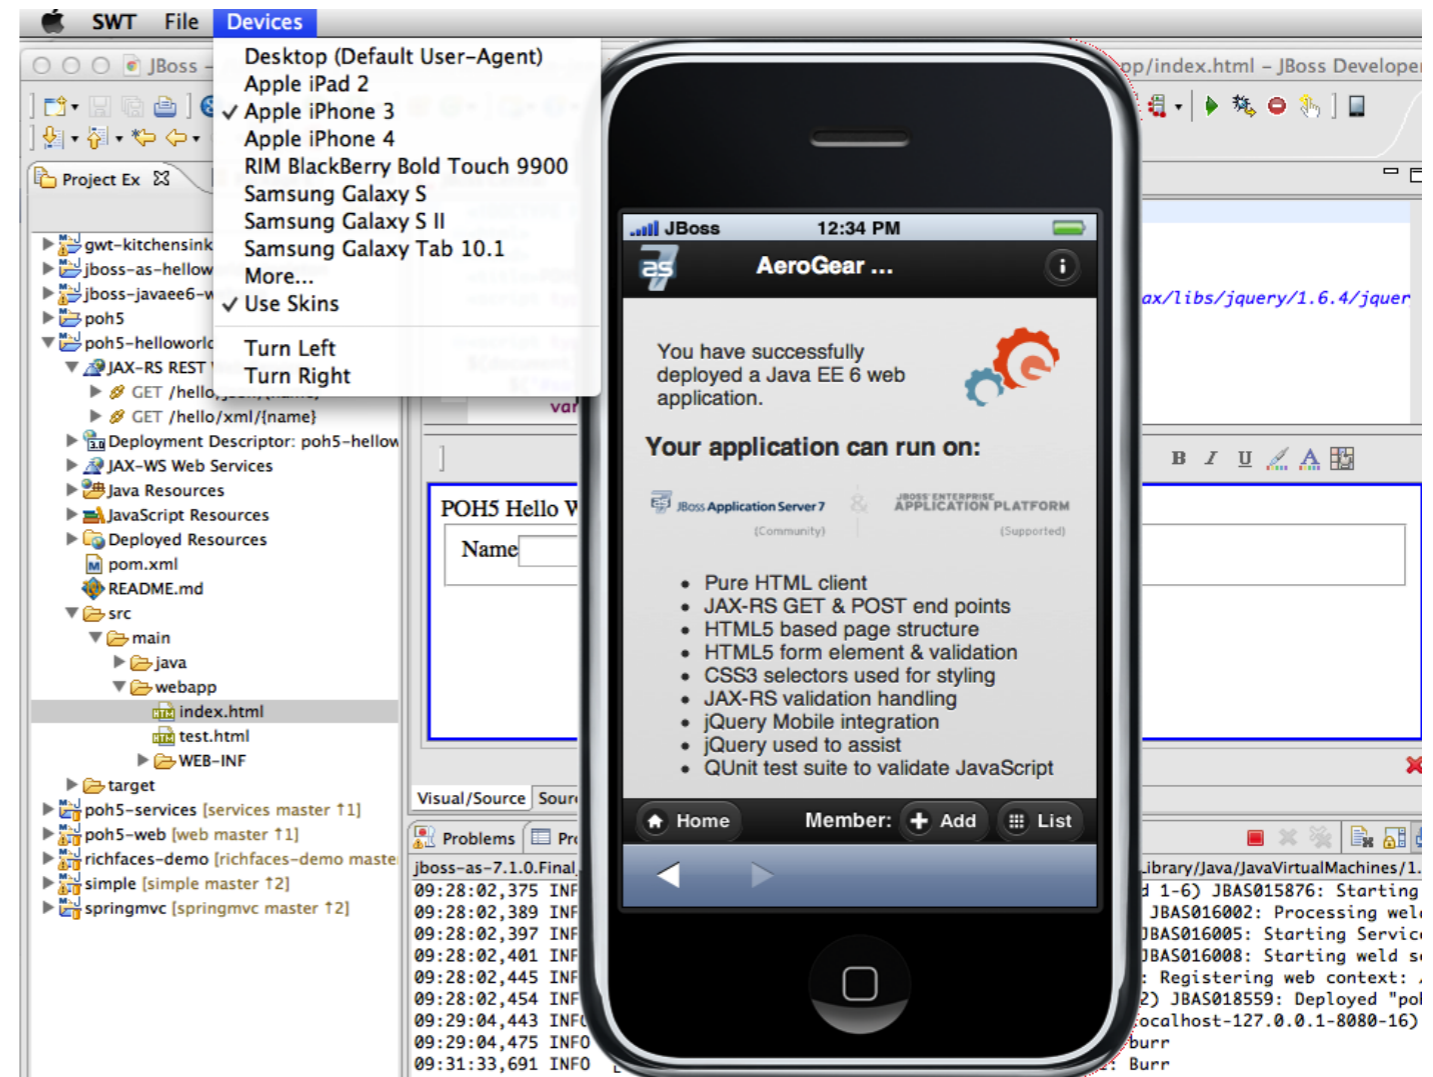 SWT File Devices
Desktop (Default User-Agent)
Apple iPad 2
✓ Apple iPhone 3
Apple iPhone 4
RIM BlackBerry Bold Touch 9900
Samsung Galaxy S
Samsung Galaxy S II
Samsung Galaxy Tab 10.1
More...
✓ Use Skins
Turn Left
Turn Right
JBoss -
pp/index.html - JBoss Develope
Project Ex
gwt-kitchensink
jboss-as-hellow
jboss-javaee6-w
poh5
poh5-helloworld
JAX-RS REST
GET /hello/json/{name}
GET /hello/xml/{name}
Deployment Descriptor: poh5-hellow
JAX-WS Web Services
Java Resources
JavaScript Resources
Deployed Resources
pom.xml
README.md
src
main
java
webapp
index.html
test.html
WEB-INF
target
poh5-services [services master ↑1]
poh5-web [web master ↑1]
richfaces-demo [richfaces-demo maste
simple [simple master ↑2]
springmvc [springmvc master ↑2]
ax/libs/jquery/1.6.4/jquer
var
B I U A
POH5 Hello W
Name
Visual/Source Sour
JBoss 12:34 PM
as 7 AeroGear ... i
You have successfully
deployed a Java EE 6 web
application.
Your application can run on:
JBoss Application Server 7 & JBOSS ENTERPRISE
APPLICATION PLATFORM
(Community) (Supported)
• Pure HTML client
• JAX-RS GET & POST end points
• HTML5 based page structure
• HTML5 form element & validation
• CSS3 selectors used for styling
• JAX-RS validation handling
• jQuery Mobile integration
• jQuery used to assist
• QUnit test suite to validate JavaScript
Home Member: Add List
Problems Pro
jboss-as-7.1.0.Final Library/Java/JavaVirtualMachines/1.
09:28:02,375 INF d 1-6) JBAS015876: Starting
09:28:02,389 INF JBAS016002: Processing wel
09:28:02,397 INF JBAS016005: Starting Servic
09:28:02,401 INF JBAS016008: Starting weld s
09:28:02,445 INF : Registering web context:
09:28:02,454 INF 2) JBAS018559: Deployed "po
09:29:04,443 INFO ocalhost-127.0.0.1-8080-16)
09:29:04,475 INFO burr
09:31:33,691 INFO : Burr